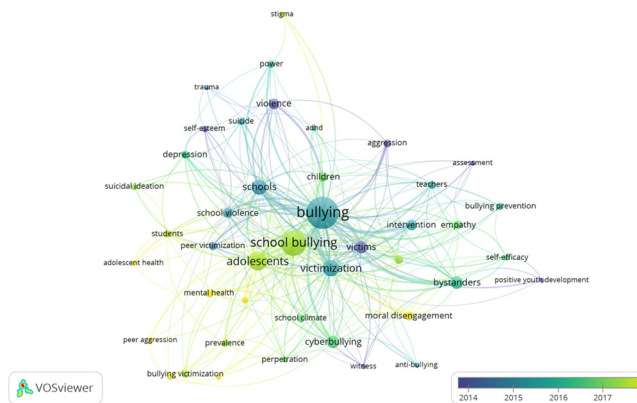 stigma
power
trauma
violence
suicide
adhd
self-esteem
aggression
depression
assessment
children
suicidal ideation
schools
teachers
bullying prevention
bullying
school violence
intervention
empathy
students
school bullying
peer victimization
victims
adolescent health
adolescents
victimization
self-efficacy
bystanders
positive youth development
mental health
moral disengagement
school climate
peer aggression
prevalence
cyberbullying
perpetration
witness
anti-bullying
bullying victimization
VOSviewer
2014 2015 2016 2017